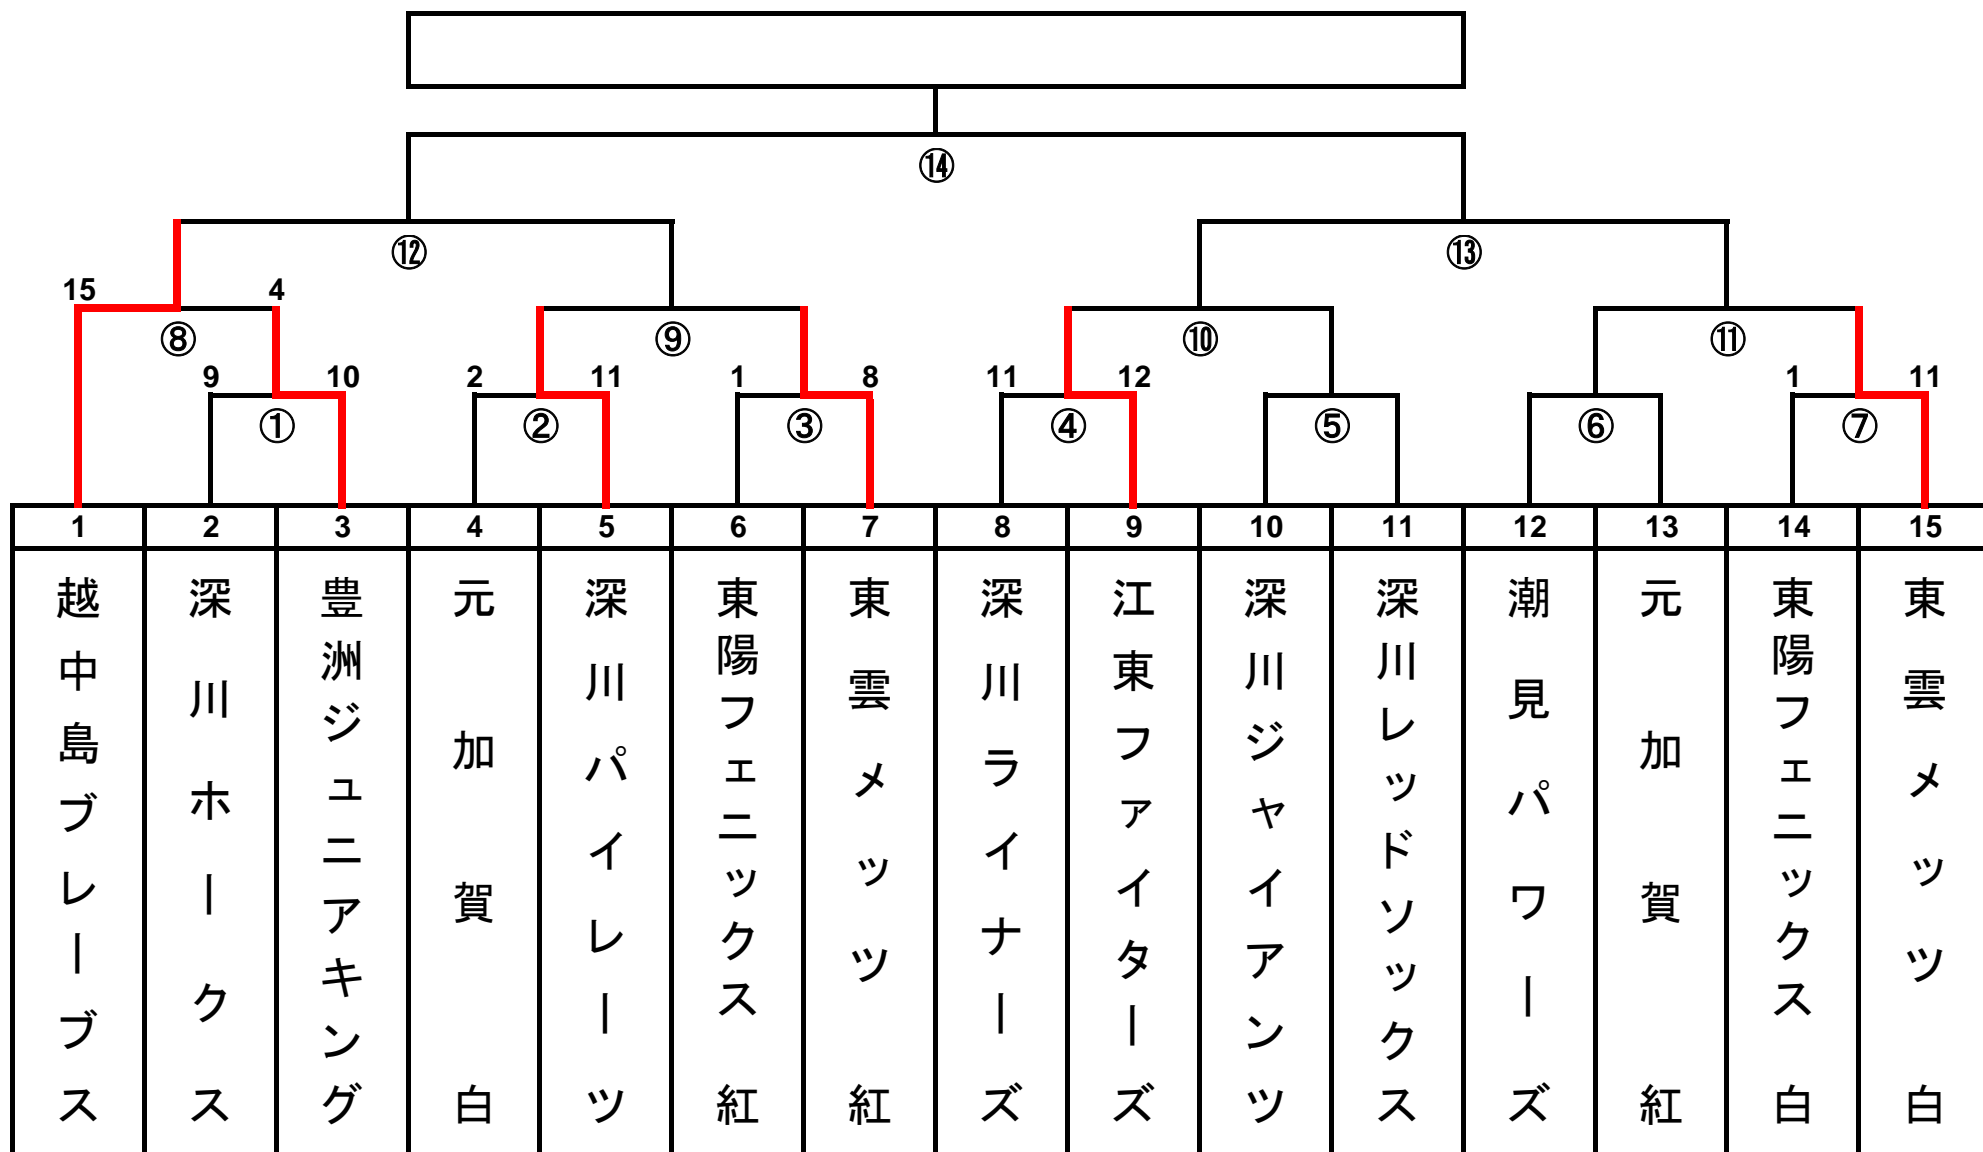 ⑭
⑫ ⑬
15 4
⑧ ⑨ ⑩ ⑪
9 10 2 11 1 8 11 12 1 11
① ② ③ ④ ⑤ ⑥ ⑦
1 2 3 4 5 6 7 8 9 10 11 12 13 14 15
越中島ブレーブス
深川ホークス
豊洲ジュニアキング
元加賀白
深川パイレーツ
東陽フェニックス紅
東雲メッツ紅
深川ライナーズ
江東ファイターズ
深川ジャイアンツ
深川レッドソックス
潮見パワーズ
元加賀紅
東陽フェニックス白
東雲メッツ白